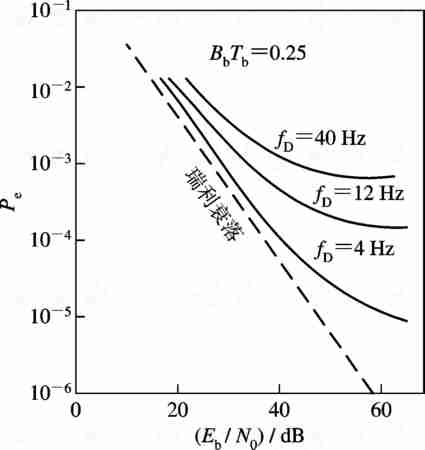 10⁻¹
B_bT_b=0.25
10⁻²
f_D=40 Hz
10⁻³
f_D=12 Hz
P_e
瑞利衰落
10⁻⁴
f_D=4 Hz
10⁻⁵
10⁻⁶
0 20 40 60
(E_b/N_0)/dB